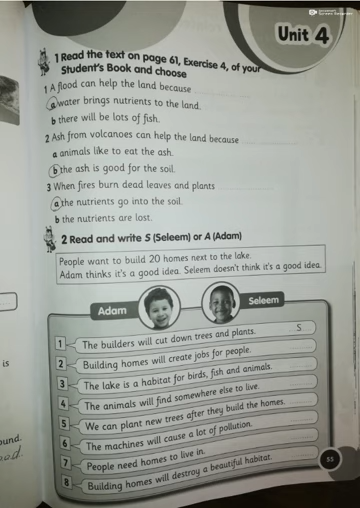 Unit 4
1 Read the text on page 61, Exercise 4, of your
Student's Book and choose
1 A flood can help the land because
a water brings nutrients to the land.
b there will be lots of fish.
2 Ash from volcanoes can help the land because
a animals like to eat the ash.
b the ash is good for the soil.
3 When fires burn dead leaves and plants
a the nutrients go into the soil.
b the nutrients are lost.
2 Read and write S (Seleem) or A (Adam)
People want to build 20 homes next to the lake.
Adam thinks it's a good idea. Seleem doesn't think it's a good idea.
Adam
Seleem
1 The builders will cut down trees and plants. S
2 Building homes will create jobs for people.
3 The lake is a habitat for birds, fish and animals.
4 The animals will find somewhere else to live.
5 We can plant new trees after they build the homes.
6 The machines will cause a lot of pollution.
7 People need homes to live in.
8 Building homes will destroy a beautiful habitat.
55
is
ound.